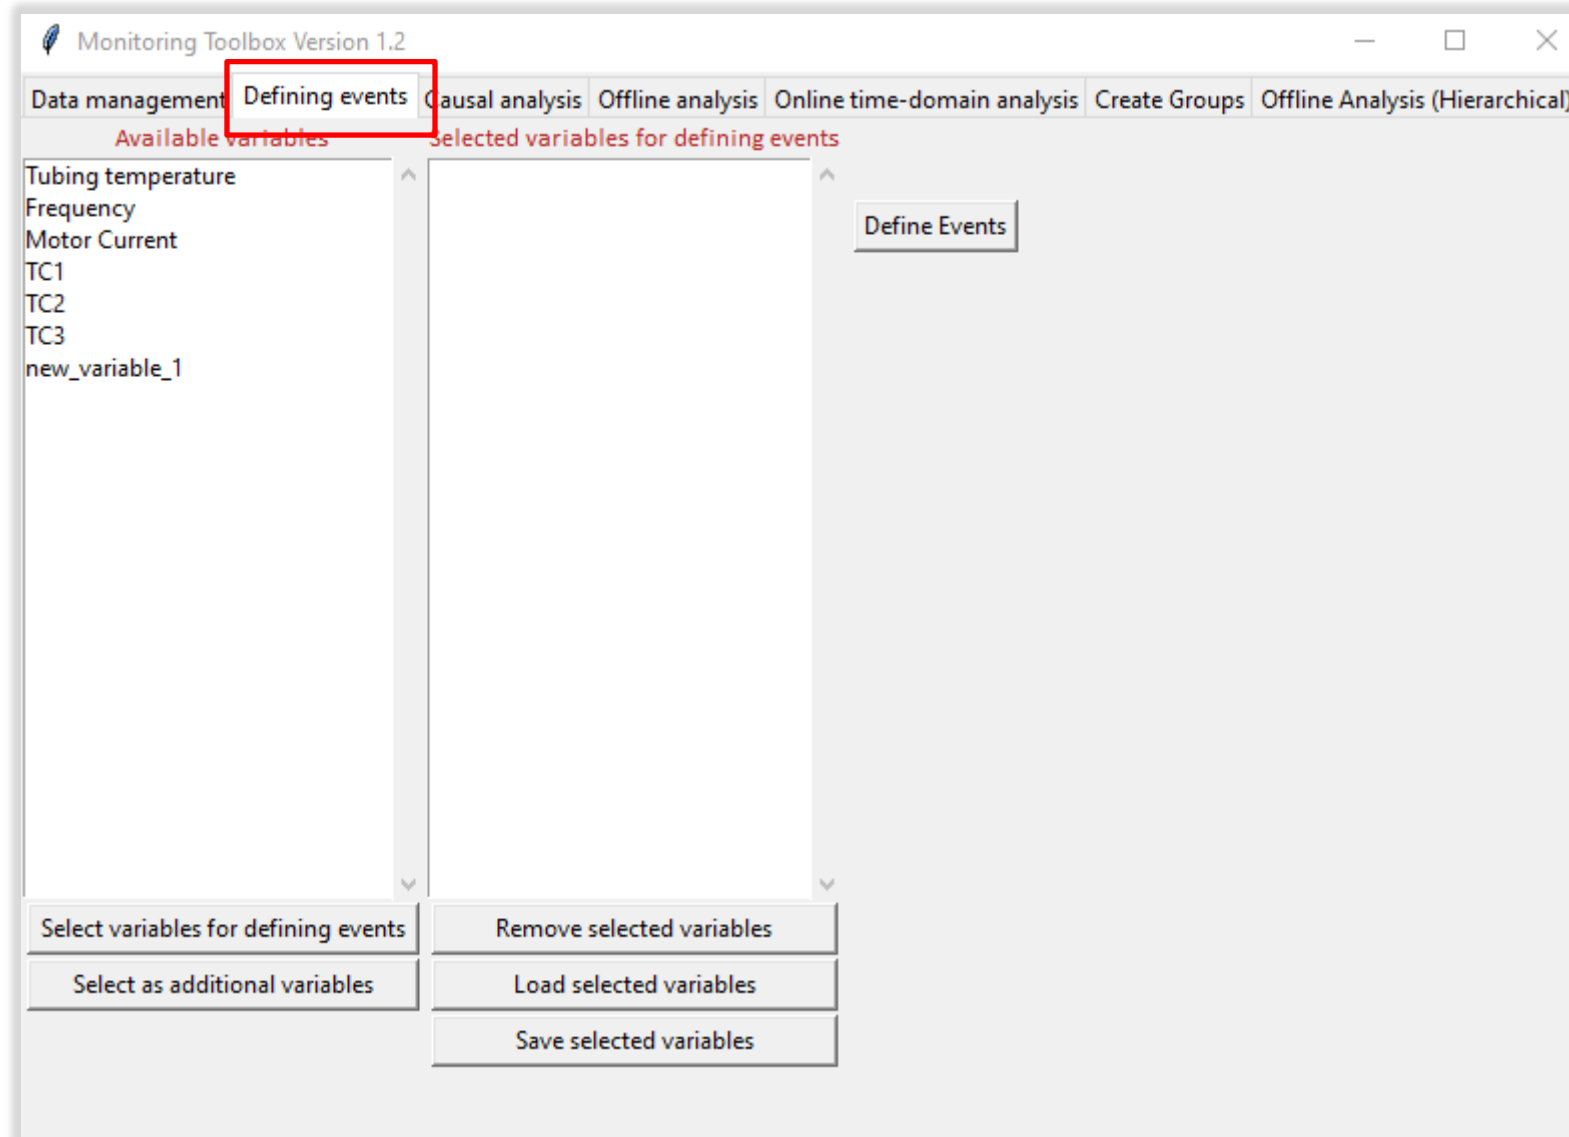 Monitoring Toolbox Version 1.2
Data management Defining events Causal analysis Offline analysis Online time-domain analysis Create Groups Offline Analysis (Hierarchical)
Available variables Selected variables for defining events
Tubing temperature
Frequency
Define Events
Motor Current
TC1
TC2
TC3
new_variable_1
Select variables for defining events Remove selected variables
Select as additional variables Load selected variables
Save selected variables